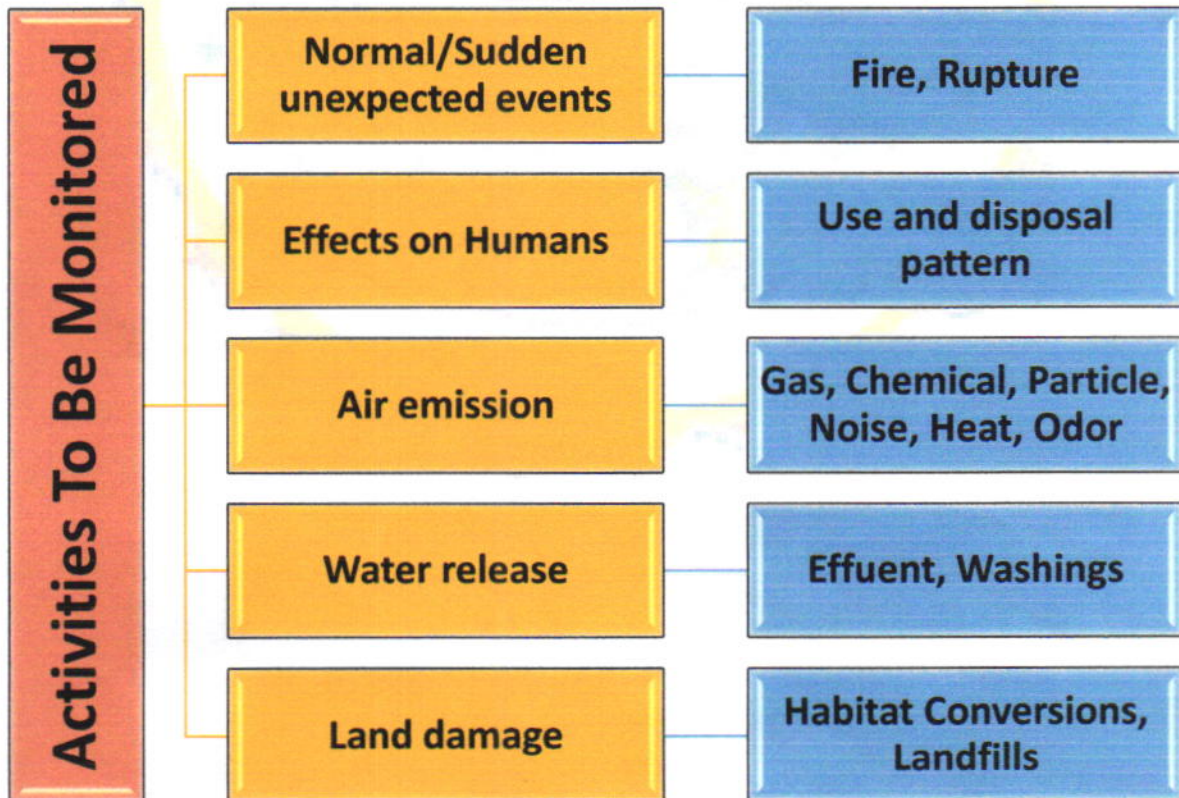 Activities To Be Monitored
Normal/Sudden
unexpected events
Fire, Rupture
Effects on Humans
Use and disposal
pattern
Air emission
Gas, Chemical, Particle,
Noise, Heat, Odor
Water release
Effuent, Washings
Land damage
Habitat Conversions,
Landfills